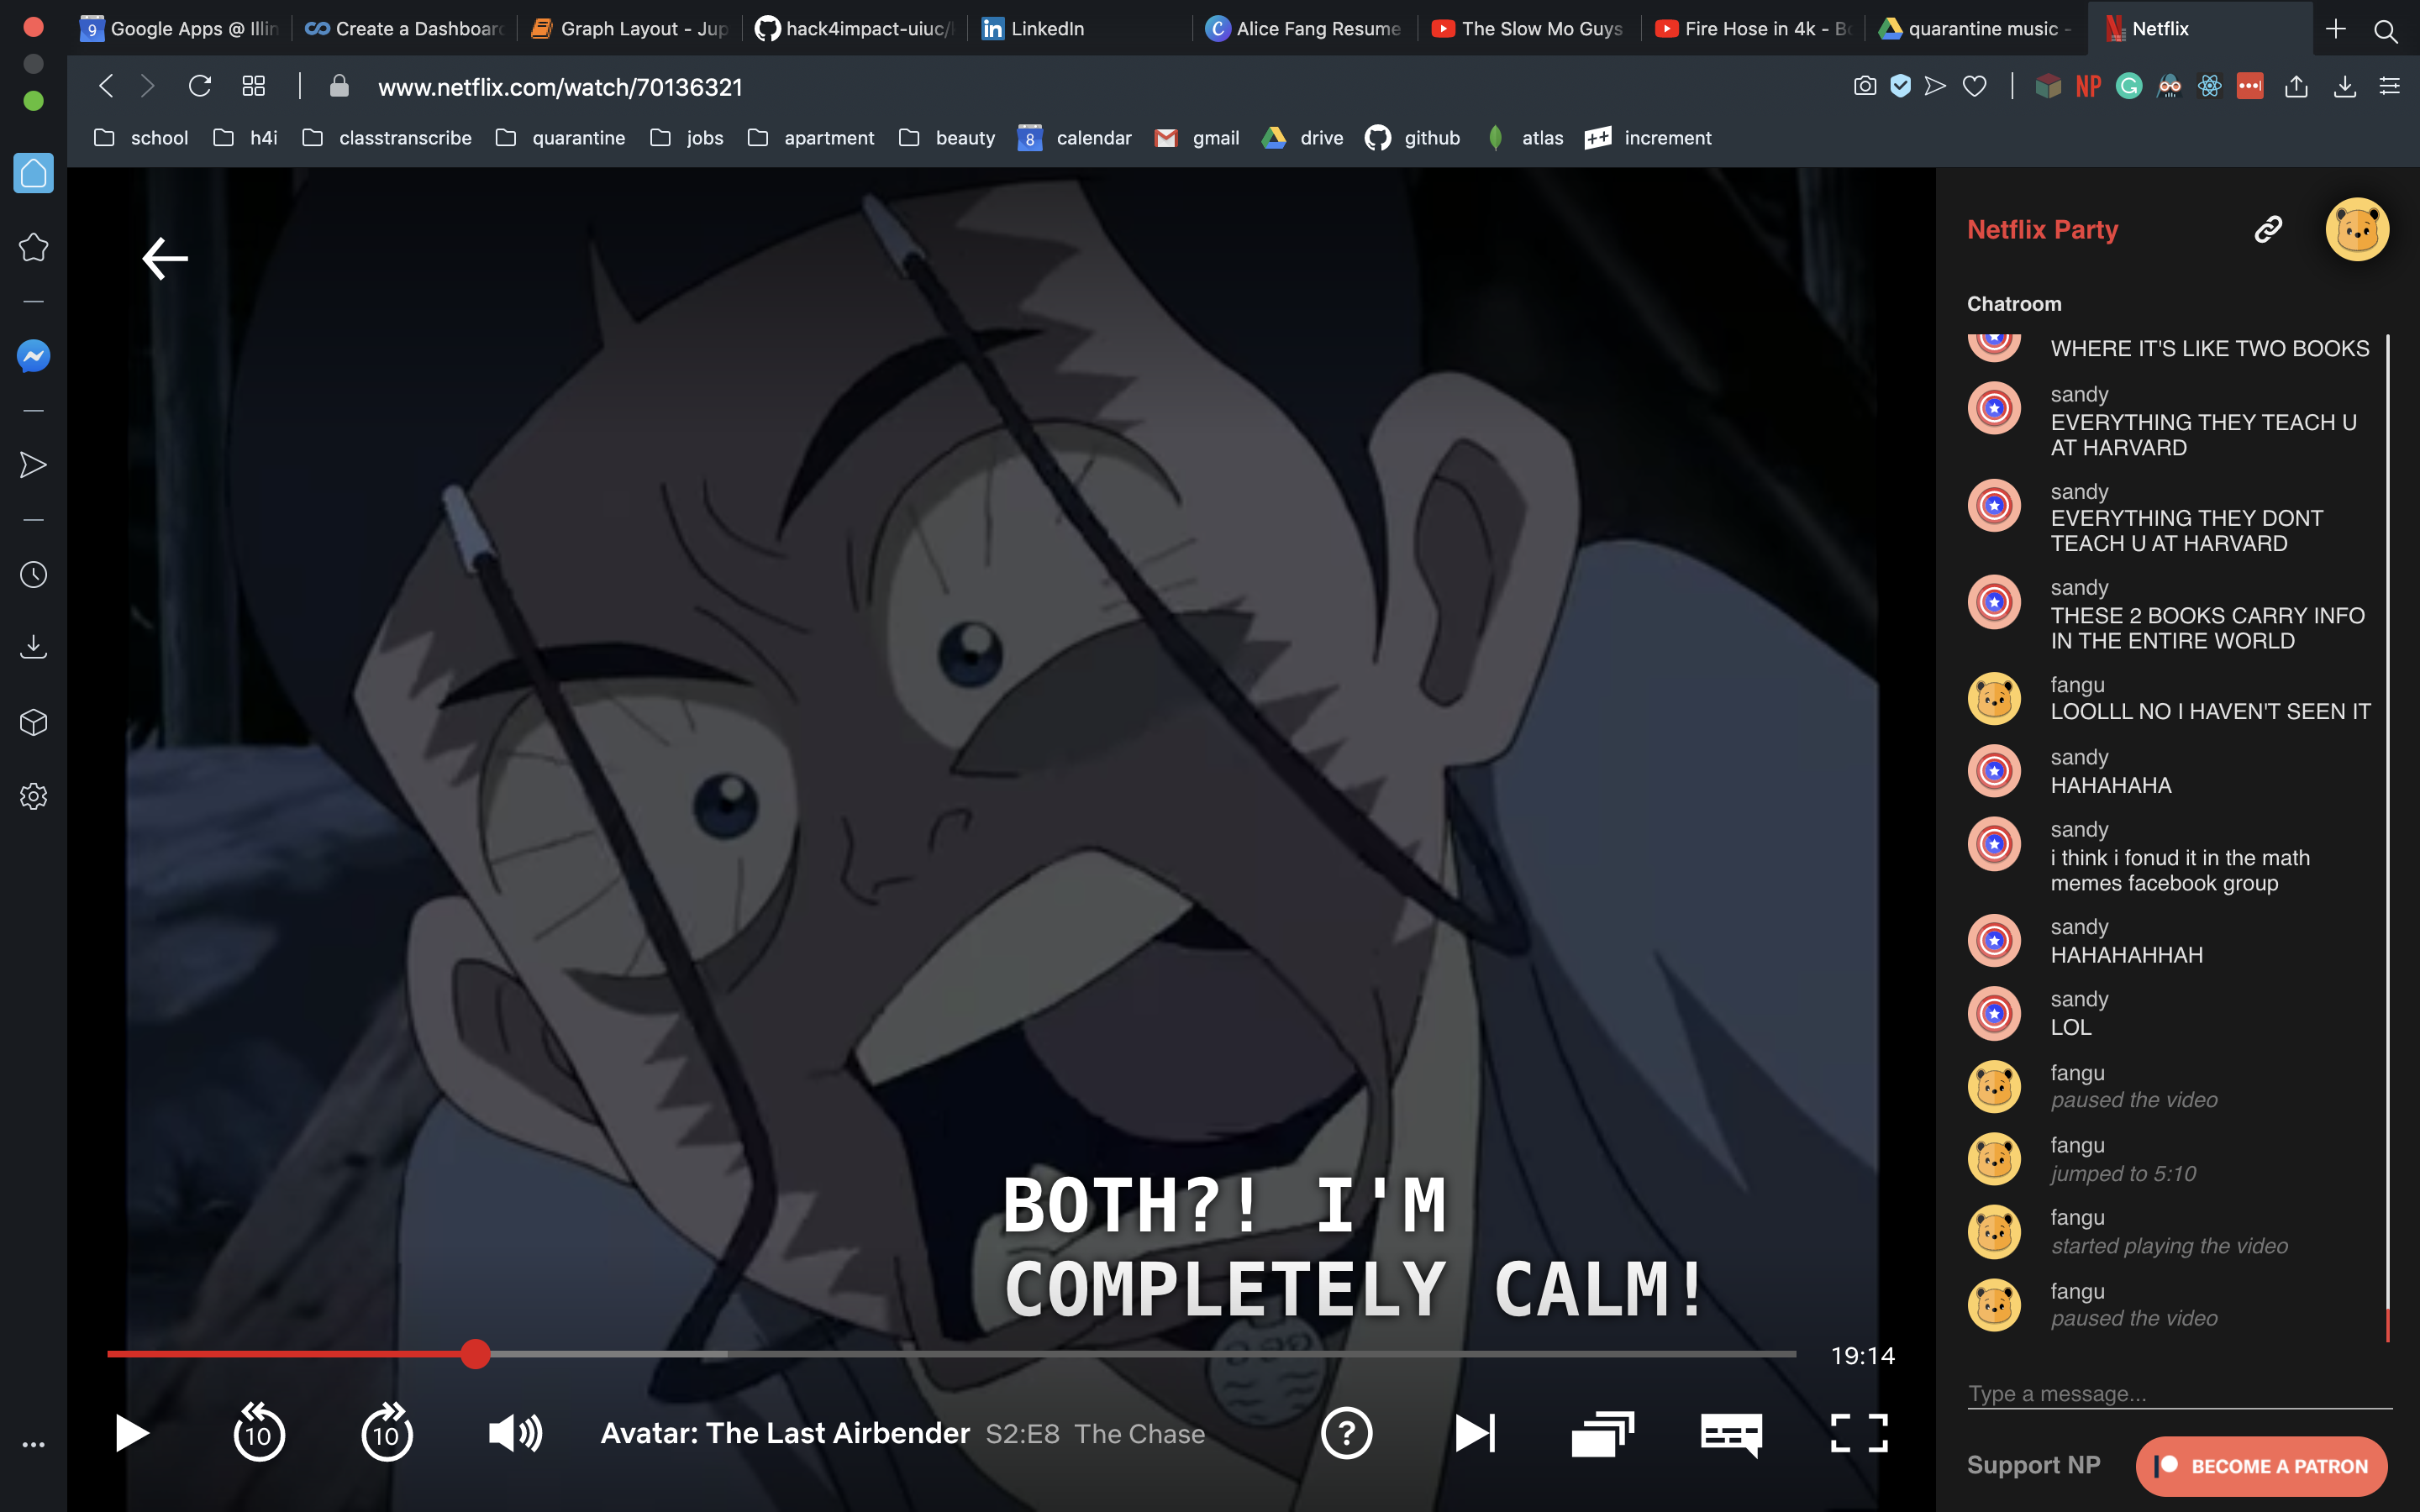 Google Apps @ Illin
Create a Dashboard
Graph Layout - Jup
hack4impact-uiuc/
LinkedIn
Alice Fang Resume
The Slow Mo Guys
Fire Hose in 4k - Bo
quarantine music -
Netflix
www.netflix.com/watch/70136321
NP
school
h4i
classtranscribe
quarantine
jobs
apartment
beauty
8
calendar
gmail
drive
github
atlas
++
increment
Netflix Party
Chatroom
WHERE IT'S LIKE TWO BOOKS
sandy
EVERYTHING THEY TEACH U
AT HARVARD
sandy
EVERYTHING THEY DONT
TEACH U AT HARVARD
sandy
THESE 2 BOOKS CARRY INFO
IN THE ENTIRE WORLD
fangu
LOOLLL NO I HAVEN'T SEEN IT
sandy
HAHAHAHA
sandy
i think i fonud it in the math
memes facebook group
sandy
HAHAHAHHAH
sandy
LOL
fangu
paused the video
fangu
jumped to 5:10
fangu
started playing the video
fangu
paused the video
Type a message...
Support NP
BECOME A PATRON
BOTH?! I'M
COMPLETELY CALM!
19:14
10
10
Avatar: The Last Airbender S2:E8 The Chase
?